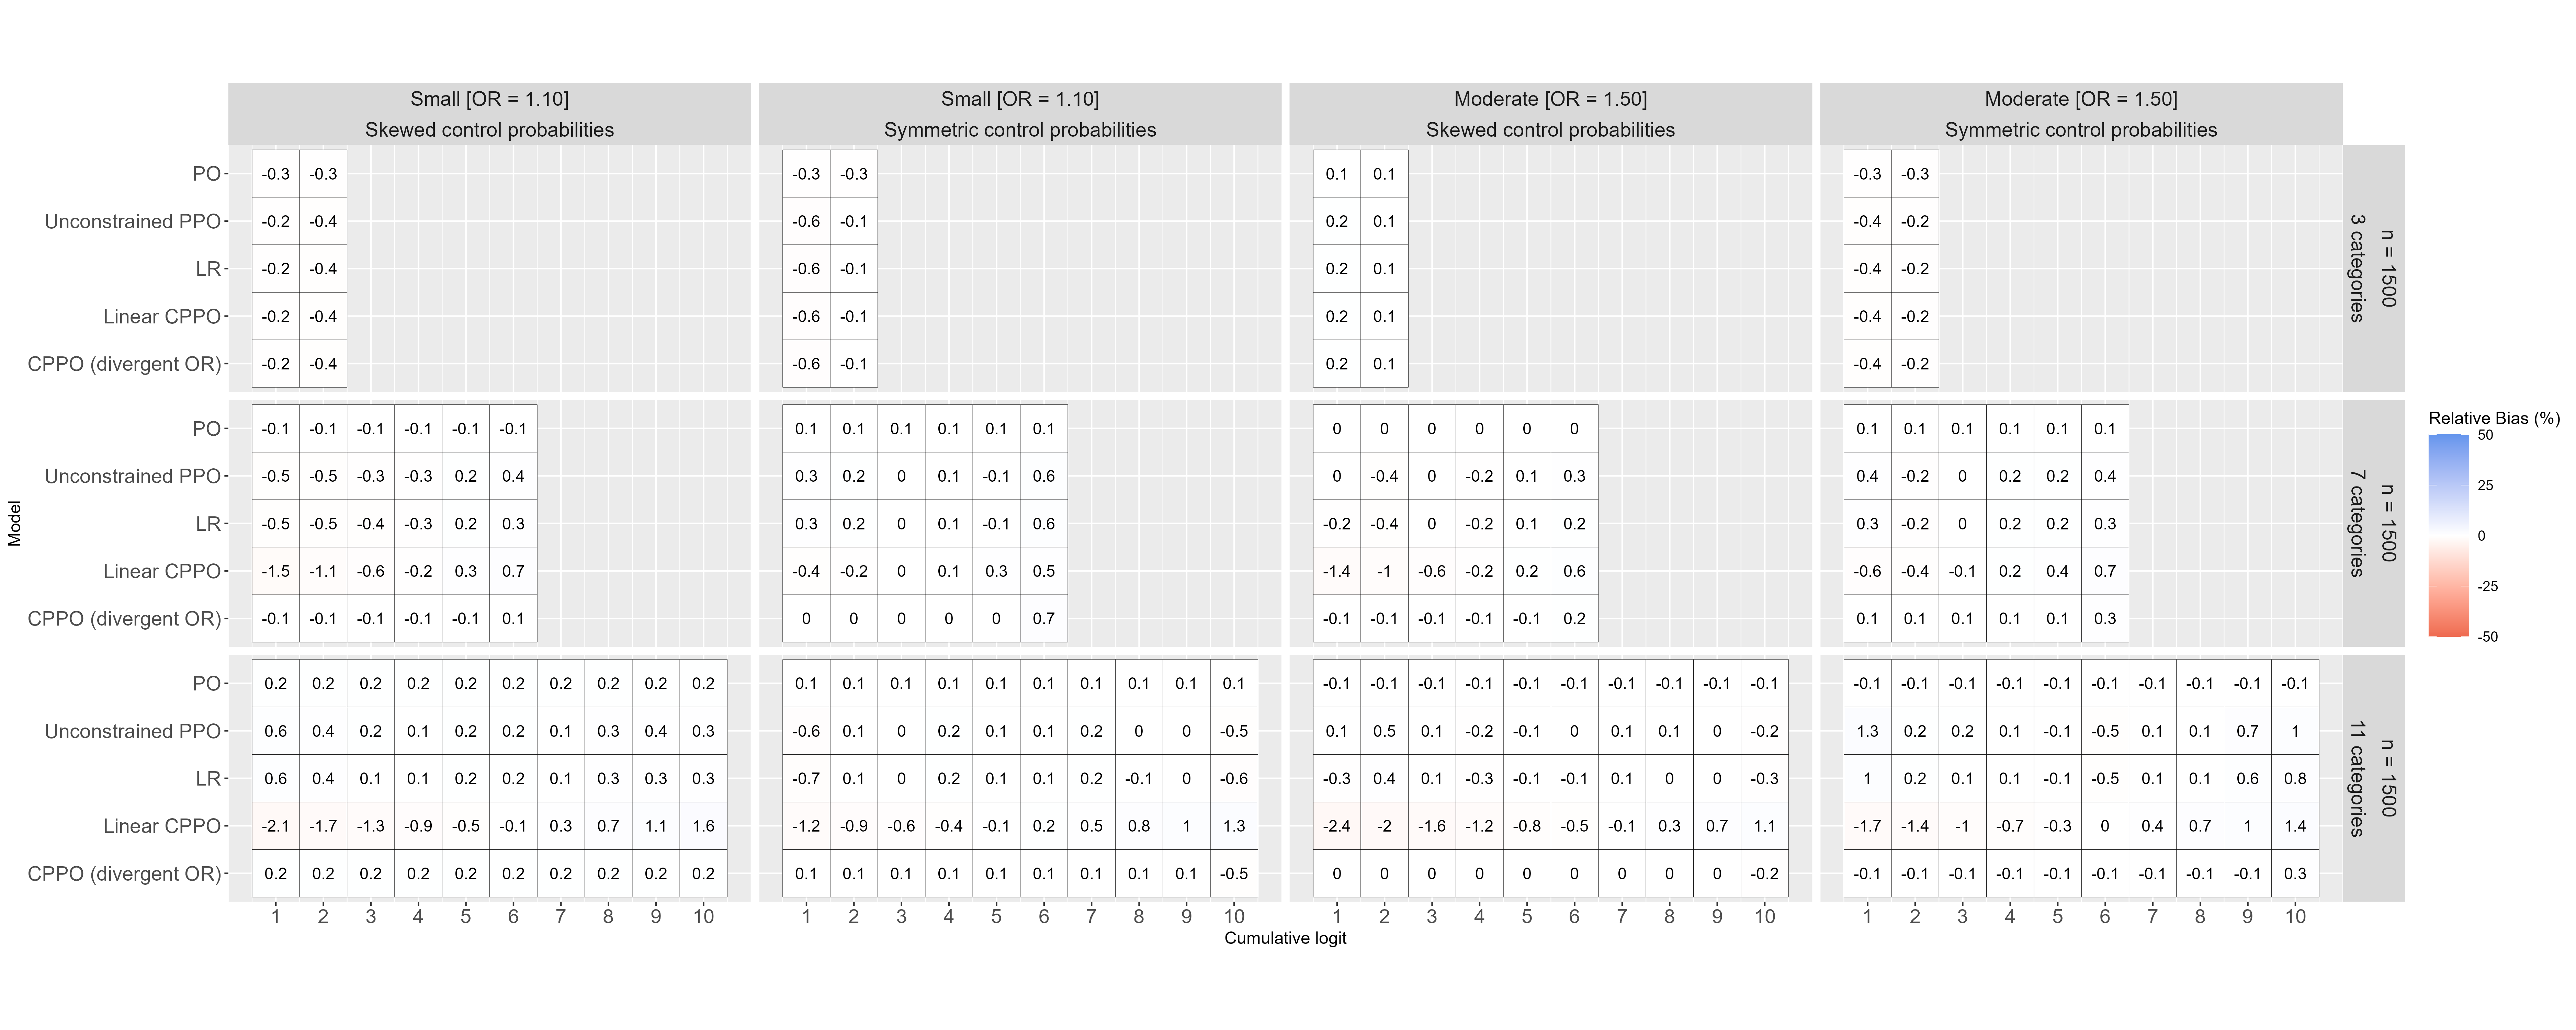 Small [OR = 1.10] Small [OR = 1.10] Moderate [OR = 1.50] Moderate [OR = 1.50]
Skewed control probabilities Symmetric control probabilities Skewed control probabilities Symmetric control probabilities
PO -0.3 -0.3 -0.3 -0.3 0.1 0.1 -0.3 -0.3
Unconstrained PPO -0.2 -0.4 -0.6 -0.1 0.2 0.1 -0.4 -0.2
LR -0.2 -0.4 -0.6 -0.1 0.2 0.1 -0.4 -0.2
Linear CPPO -0.2 -0.4 -0.6 -0.1 0.2 0.1 -0.4 -0.2
CPPO (divergent OR) -0.2 -0.4 -0.6 -0.1 0.2 0.1 -0.4 -0.2
n = 1500
3 categories
PO -0.1 -0.1 -0.1 -0.1 -0.1 -0.1 0.1 0.1 0.1 0.1 0.1 0.1 0 0 0 0 0 0 0.1 0.1 0.1 0.1 0.1 0.1
Unconstrained PPO -0.5 -0.5 -0.3 -0.3 0.2 0.4 0.3 0.2 0 0.1 -0.1 0.6 0 -0.4 0 -0.2 0.1 0.3 0.4 -0.2 0 0.2 0.2 0.4
LR -0.5 -0.5 -0.4 -0.3 0.2 0.3 0.3 0.2 0 0.1 -0.1 0.6 -0.2 -0.4 0 -0.2 0.1 0.2 0.3 -0.2 0 0.2 0.2 0.3
Linear CPPO -1.5 -1.1 -0.6 -0.2 0.3 0.7 -0.4 -0.2 0 0.1 0.3 0.5 -1.4 -1 -0.6 -0.2 0.2 0.6 -0.6 -0.4 -0.1 0.2 0.4 0.7
CPPO (divergent OR) -0.1 -0.1 -0.1 -0.1 -0.1 0.1 0 0 0 0 0 0.7 -0.1 -0.1 -0.1 -0.1 -0.1 0.2 0.1 0.1 0.1 0.1 0.1 0.3
n = 1500
7 categories
PO 0.2 0.2 0.2 0.2 0.2 0.2 0.2 0.2 0.2 0.2 0.1 0.1 0.1 0.1 0.1 0.1 0.1 0.1 0.1 0.1 -0.1 -0.1 -0.1 -0.1 -0.1 -0.1 -0.1 -0.1 -0.1 -0.1 -0.1 -0.1 -0.1 -0.1 -0.1 -0.1 -0.1 -0.1 -0.1 -0.1
Unconstrained PPO 0.6 0.4 0.2 0.1 0.2 0.2 0.1 0.3 0.4 0.3 -0.6 0.1 0 0.2 0.1 0.1 0.2 0 0 -0.5 0.1 0.5 0.1 -0.2 -0.1 0 0.1 0.1 0 -0.2 1.3 0.2 0.2 0.1 -0.1 -0.5 0.1 0.1 0.7 1
LR 0.6 0.4 0.1 0.1 0.2 0.2 0.1 0.3 0.3 0.3 -0.7 0.1 0 0.2 0.1 0.1 0.2 -0.1 0 -0.6 -0.3 0.4 0.1 -0.3 -0.1 -0.1 0.1 0 0 -0.3 1 0.2 0.1 0.1 -0.1 -0.5 0.1 0.1 0.6 0.8
Linear CPPO -2.1 -1.7 -1.3 -0.9 -0.5 -0.1 0.3 0.7 1.1 1.6 -1.2 -0.9 -0.6 -0.4 -0.1 0.2 0.5 0.8 1 1.3 -2.4 -2 -1.6 -1.2 -0.8 -0.5 -0.1 0.3 0.7 1.1 -1.7 -1.4 -1 -0.7 -0.3 0 0.4 0.7 1 1.4
CPPO (divergent OR) 0.2 0.2 0.2 0.2 0.2 0.2 0.2 0.2 0.2 0.2 0.1 0.1 0.1 0.1 0.1 0.1 0.1 0.1 0.1 -0.5 0 0 0 0 0 0 0 0 0 -0.2 -0.1 -0.1 -0.1 -0.1 -0.1 -0.1 -0.1 -0.1 -0.1 0.3
n = 1500
11 categories
1 2 3 4 5 6 7 8 9 10 1 2 3 4 5 6 7 8 9 10 1 2 3 4 5 6 7 8 9 10 1 2 3 4 5 6 7 8 9 10
Cumulative logit
Model
Relative Bias (%)
50
25
0
-25
-50